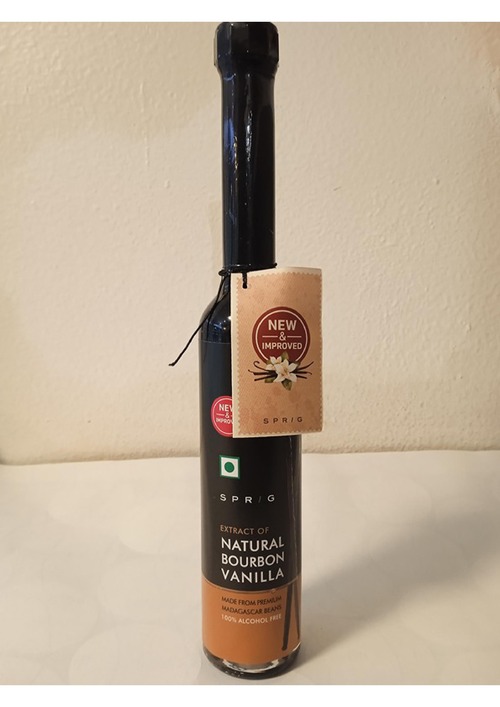 NEW
&
IMPROVED
SPR/G
NEW
&
IMPROVED
SPR/G
EXTRACT OF
NATURAL
BOURBON
VANILLA
MADE FROM PREMIUM
MADAGASCAR BEANS
100% ALCOHOL FREE